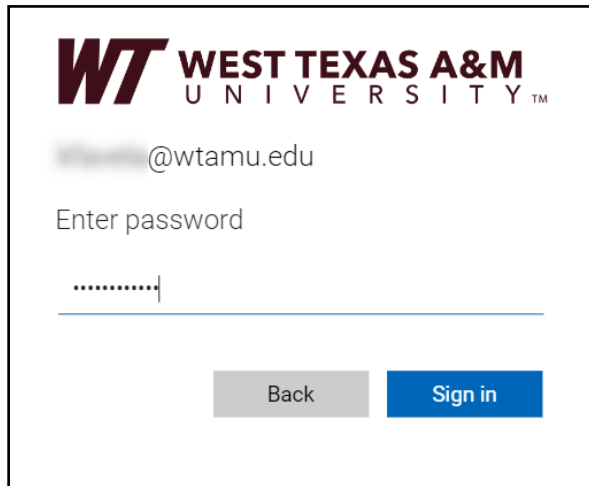 WT WEST TEXAS A&M
UNIVERSITY™
@wtamu.edu
Enter password
••••••••••••
Back Sign in